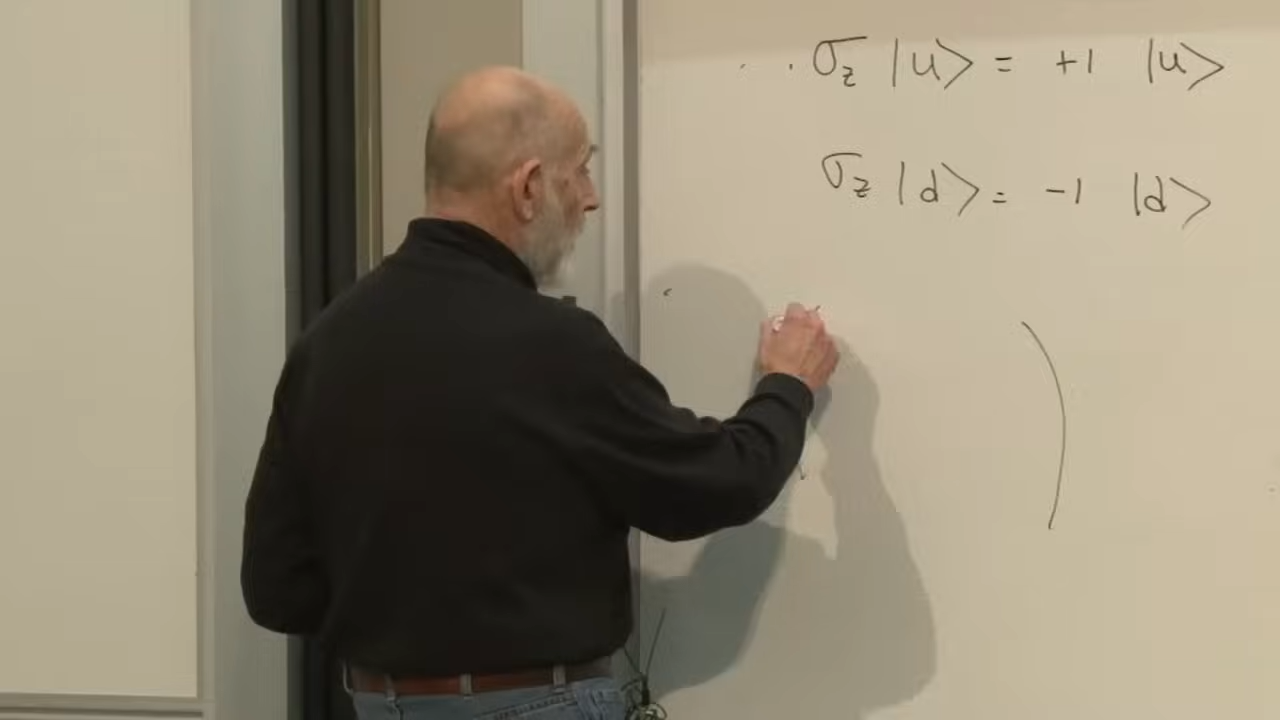 σz |u> = +1 |u>
σz |d> = -1 |d>